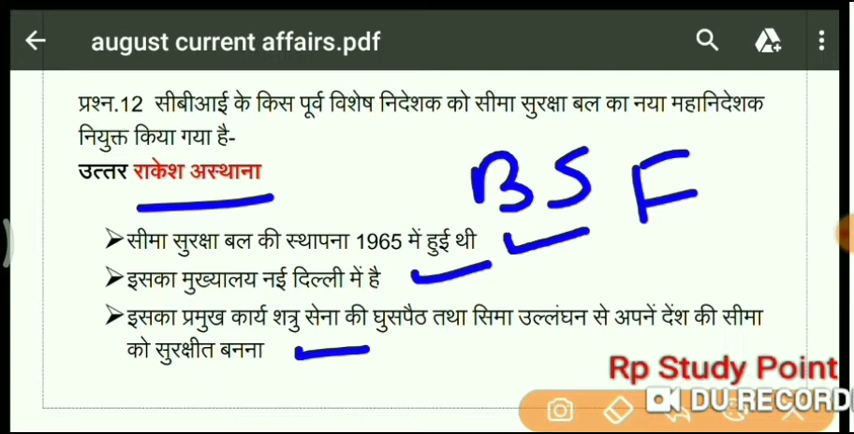 august current affairs.pdf
प्रश्न.12 सीबीआई के किस पूर्व विशेष निदेशक को सीमा सुरक्षा बल का नया महानिदेशक
नियुक्त किया गया है-
उत्तर राकेश अस्थाना
BSF
➤सीमा सुरक्षा बल की स्थापना 1965 में हुई थी
➤इसका मुख्यालय नई दिल्ली में है
➤इसका प्रमुख कार्य शत्रु सेना की घुसपैठ तथा सिमा उल्लंघन से अपनें देंश की सीमा
को सुरक्षीत बनना
Rp Study Point
DU RECORD